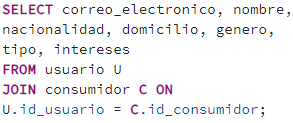 SELECT correo_electronico, nombre,
nacionalidad, domicilio, genero,
tipo, intereses
FROM usuario U
JOIN consumidor C ON
U.id_usuario = C.id_consumidor;